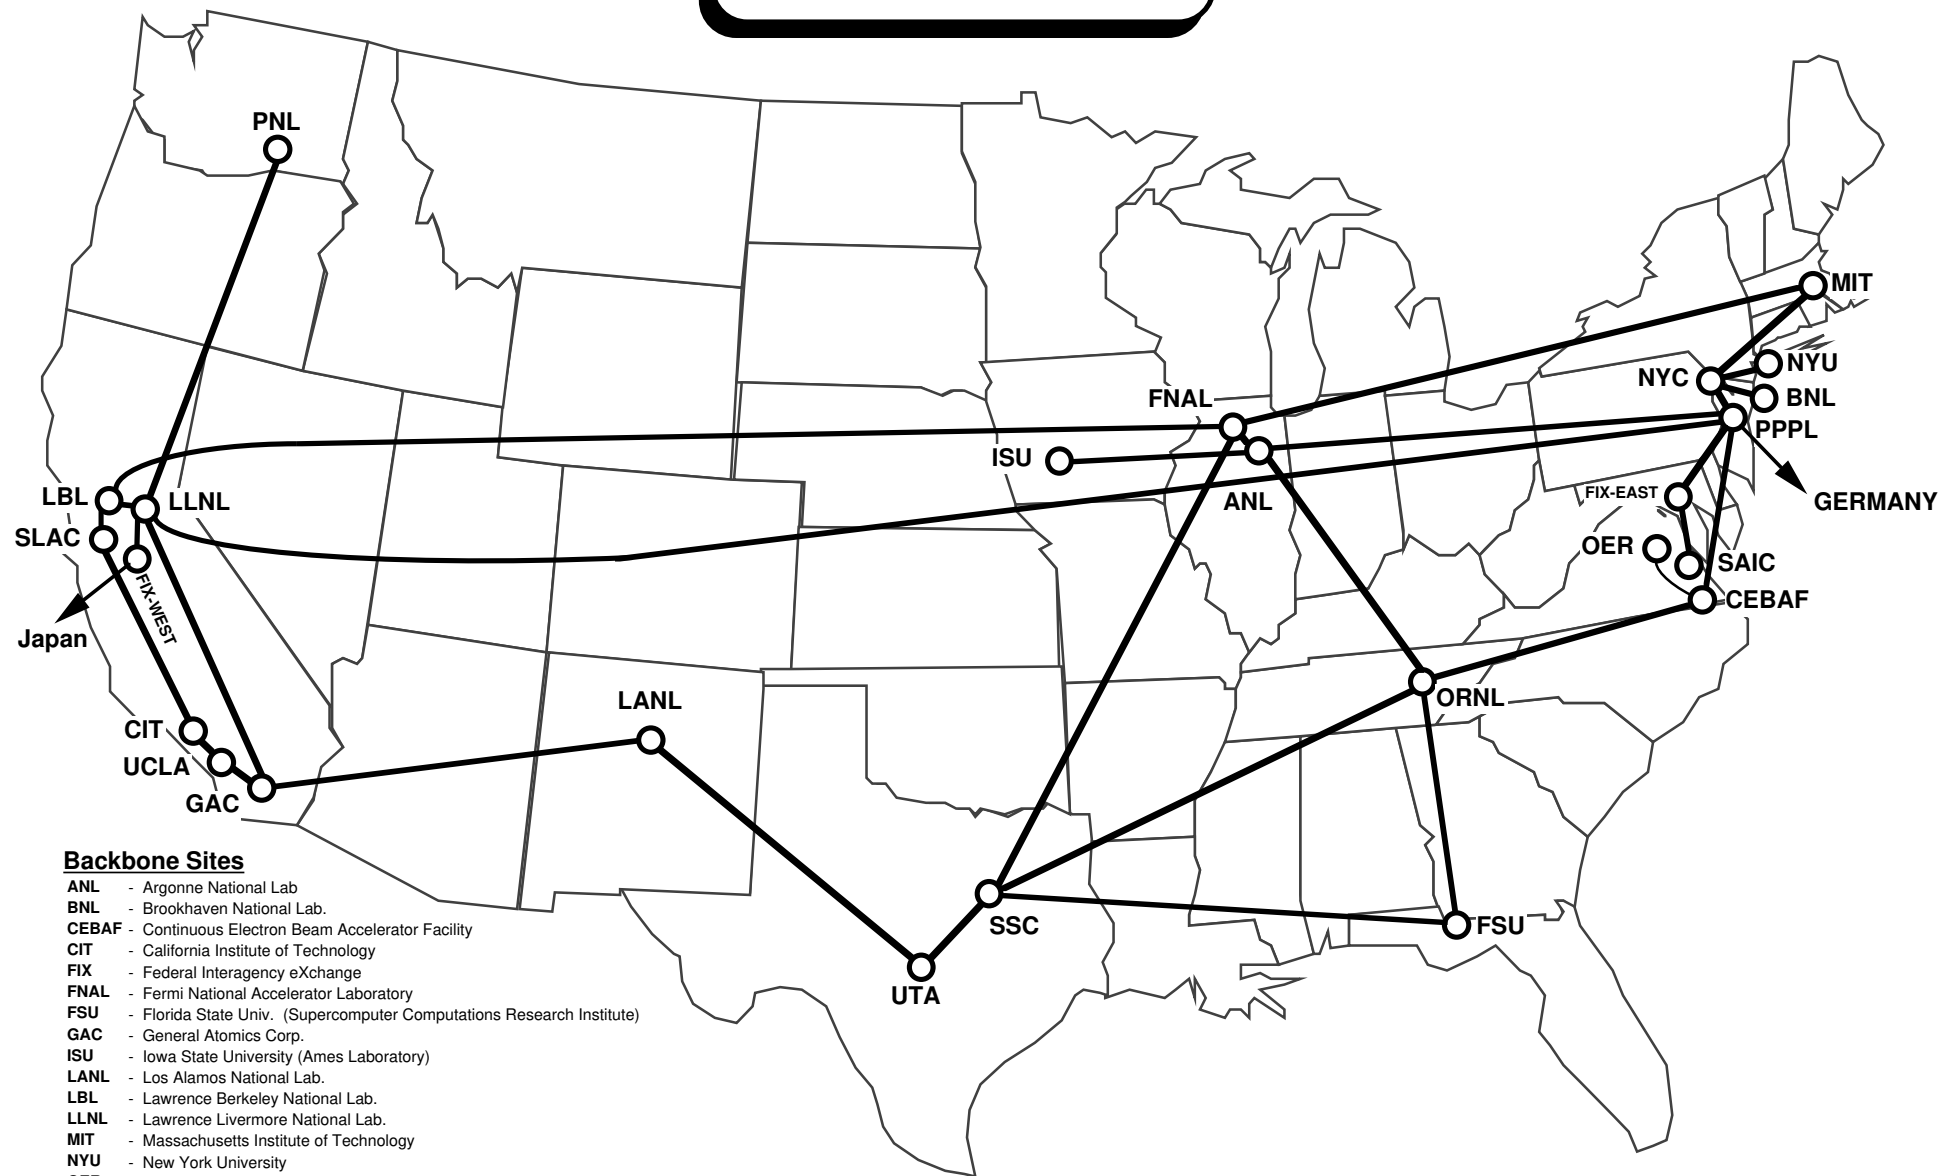 PNL
MIT
NYU
NYC
BNL
FNAL
PPPL
ISU
LBL
LLNL
FIX-EAST
ANL
GERMANY
SLAC
OER
SAIC
FIX-WEST
CEBAF
Japan
LANL
ORNL
CIT
UCLA
GAC
SSC
FSU
UTA
Backbone Sites
ANL - Argonne National Lab
BNL - Brookhaven National Lab.
CEBAF - Continuous Electron Beam Accelerator Facility
CIT - California Institute of Technology
FIX - Federal Interagency eXchange
FNAL - Fermi National Accelerator Laboratory
FSU - Florida State Univ. (Supercomputer Computations Research Institute)
GAC - General Atomics Corp.
ISU - Iowa State University (Ames Laboratory)
LANL - Los Alamos National Lab.
LBL - Lawrence Berkeley National Lab.
LLNL - Lawrence Livermore National Lab.
MIT - Massachusetts Institute of Technology
NYU - New York University